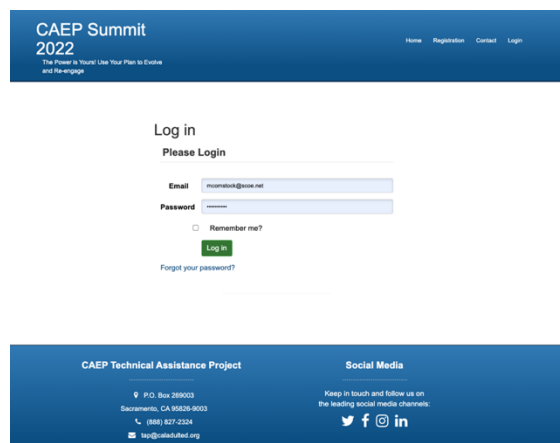 CAEP Summit
2022
The Power is Yours! Use Your Plan to Evolve
and Re-engage
Home Registration Contact Login
Log in
Please Login
Email mcomstock@scoe.net
Password ••••••••••
Remember me?
Log in
Forgot your password?
CAEP Technical Assistance Project
P.O. Box 269003
Sacramento, CA 95826-9003
(888) 827-2324
tap@caladulted.org
Social Media
Keep in touch and follow us on
the leading social media channels: